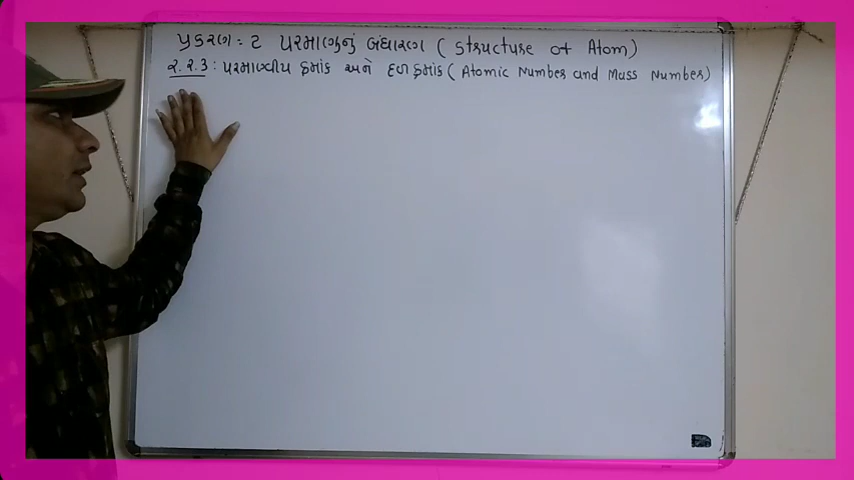 પ્રકરણ : ૨ પરમાણુનું બંધારણ ( Structure of Atom )
૨.૨.૩ : પરમાણ્વીય ક્રમાંક અને દળ ક્રમાંક ( Atomic Number and Mass Number )